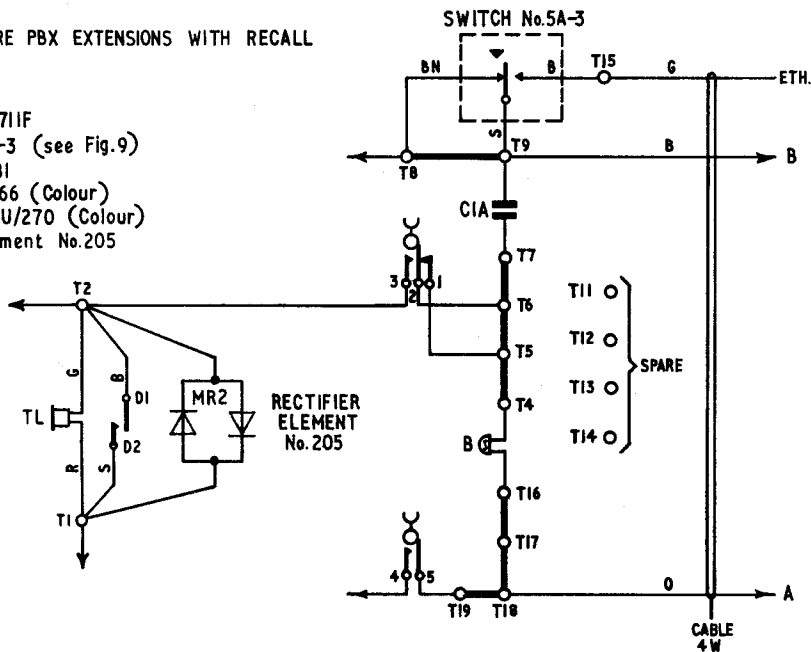 SWITCH No.5A-3
RE PBX EXTENSIONS WITH RECALL
711F
-3 (see Fig.9)
81
66 (Colour)
U/270 (Colour)
ment No.205
BN
B
T15
G
ETH.
S
T9
T8
B
B
C1A
T7
3
2
1
T2
T6
T11
T5
T12
SPARE
G
B
D1
MR2
RECTIFIER
ELEMENT
No.205
T4
T13
TL
D2
B
T14
R
S
T16
T1
T17
4
5
O
A
T19
T18
CABLE
4W